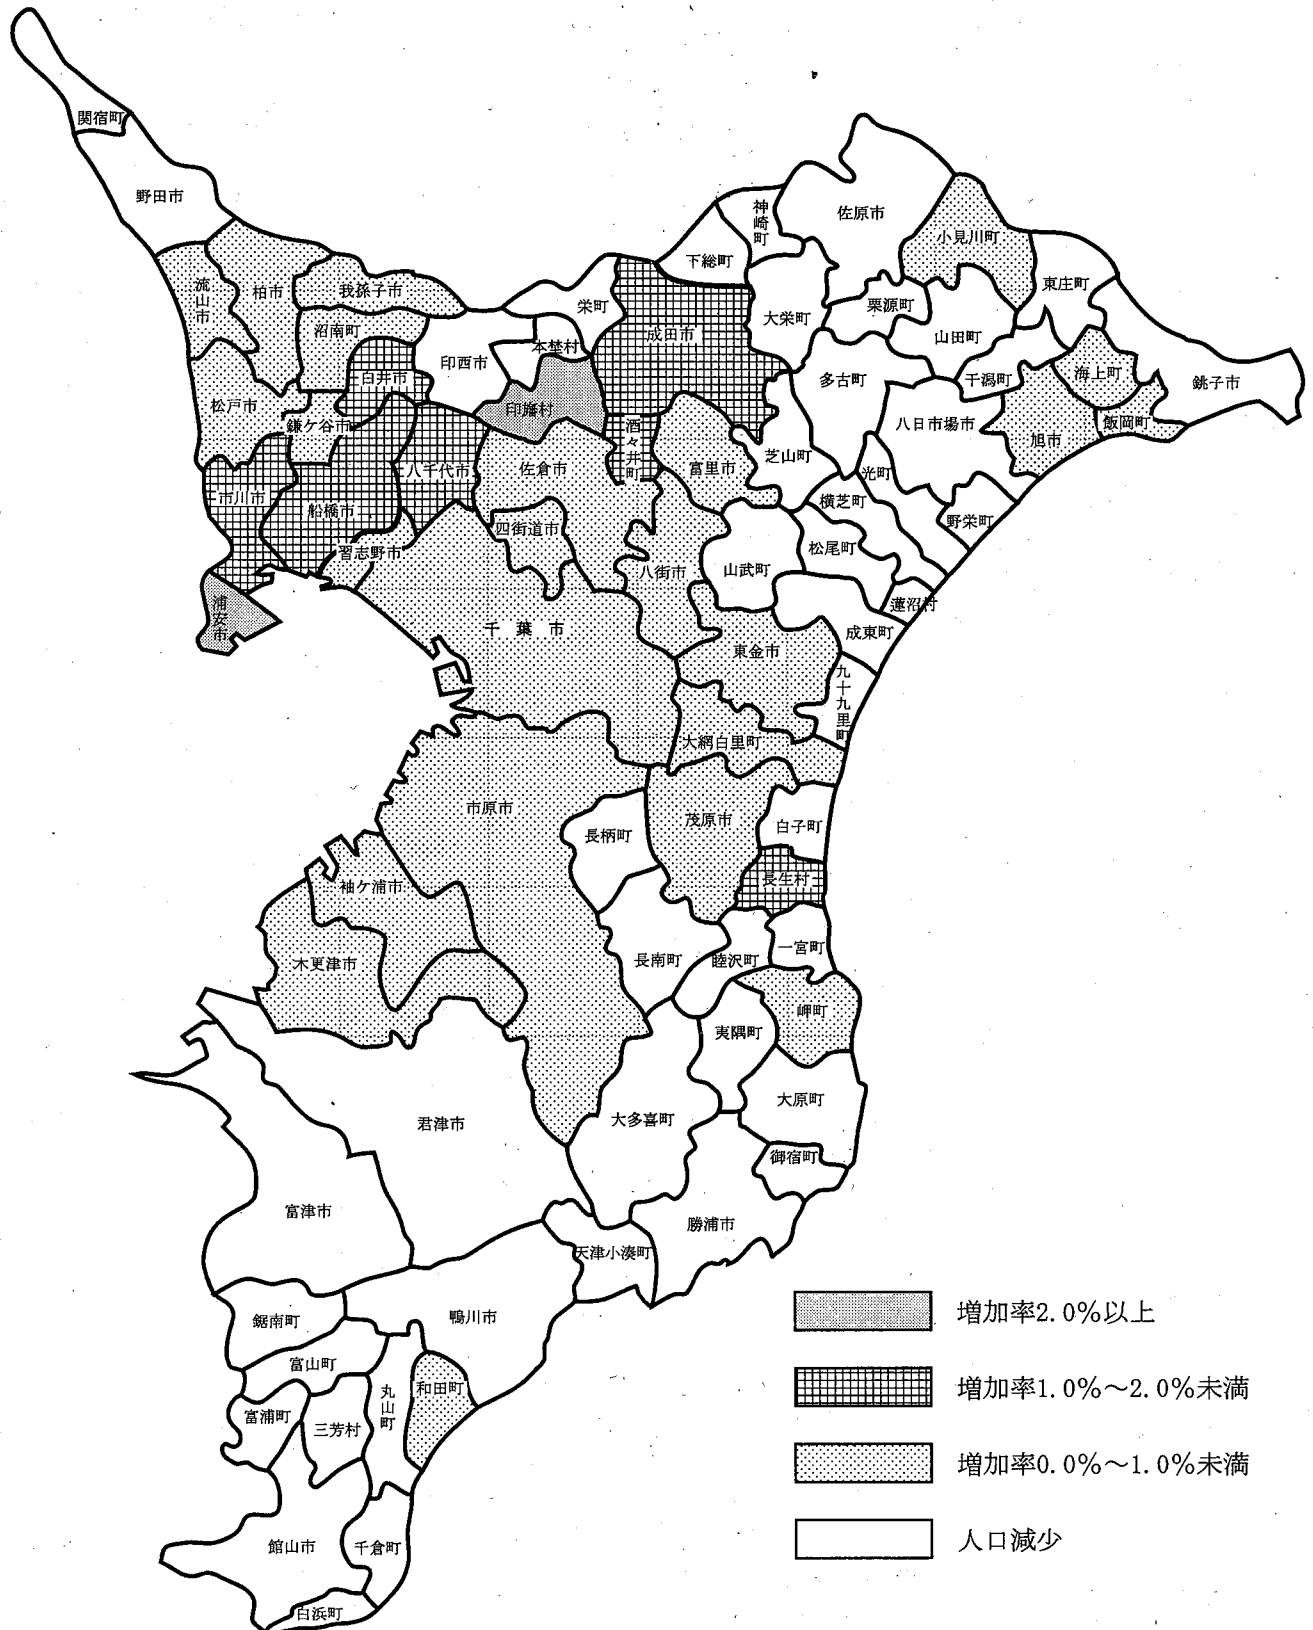 関宿町
野田市
神崎町
佐原市
小見川町
下総町
東庄町
流山市
柏市
我孫子市
栄町
大栄町
栗源町
沼南町
成田市
山田町
本埜村
印西市
白井市
多古町
干潟町
海上町
銚子市
松戸市
印旛村
鎌ケ谷市
酒々井町
八日市場市
飯岡町
旭市
芝山町
佐倉市
八千代市
富里市
光町
市川市
船橋市
横芝町
野栄町
四街道市
習志野市
松尾町
八街市
山武町
蓮沼村
浦安市
千葉市
成東町
東金市
九十九里町
大網白里町
市原市
茂原市
白子町
長柄町
長生村
袖ケ浦市
一宮町
木更津市
長南町
睦沢町
岬町
夷隅町
大原町
君津市
大多喜町
御宿町
富津市
勝浦市
天津小湊町
鋸南町
鴨川市
富山町
和田町
丸山町
富浦町
三芳村
館山市
千倉町
白浜町
増加率2.0%以上
増加率1.0%～2.0%未満
増加率0.0%～1.0%未満
人口減少